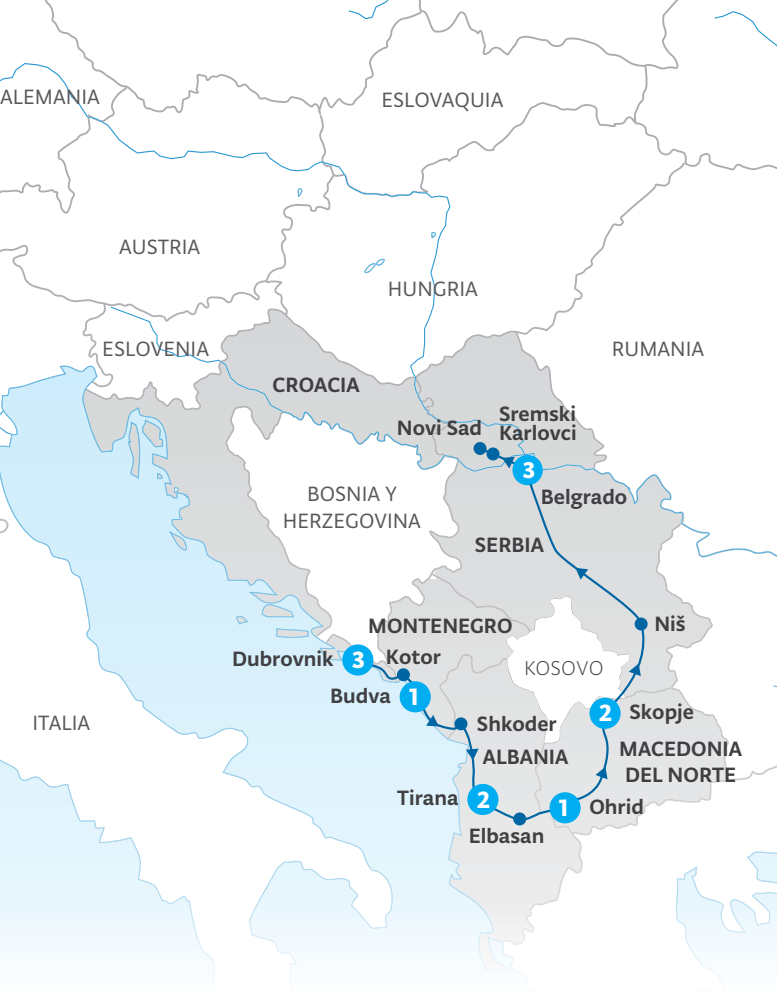 ALEMANIA
ESLOVAQUIA
AUSTRIA
HUNGRIA
ESLOVENIA
RUMANIA
CROACIA
Novi Sad
Sremski
Karlovci
3
Belgrado
BOSNIA Y
HERZEGOVINA
SERBIA
MONTENEGRO
Niš
Dubrovnik
3
Kotor
KOSOVO
Budva
1
ITALIA
Shkoder
2
Skopje
ALBANIA
MACEDONIA
DEL NORTE
Tirana
2
1
Ohrid
Elbasan